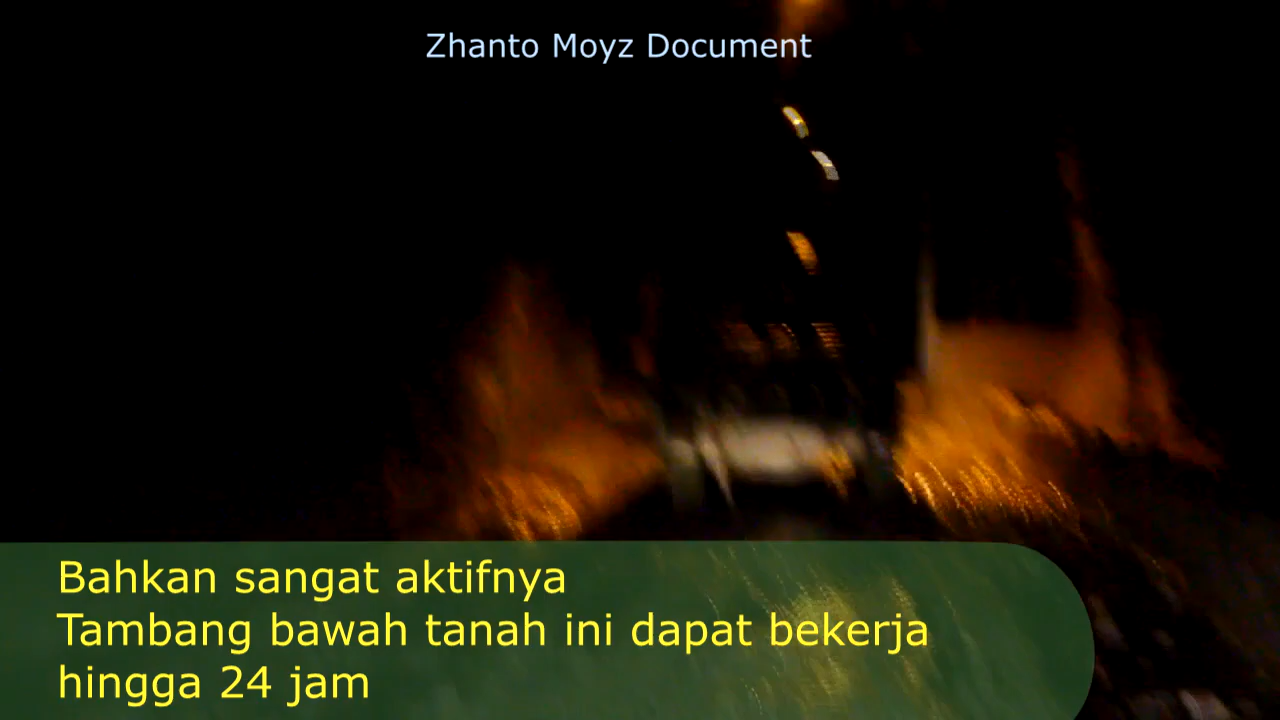 Zhanto Moyz Document
Bahkan sangat aktifnya
Tambang bawah tanah ini dapat bekerja
hingga 24 jam